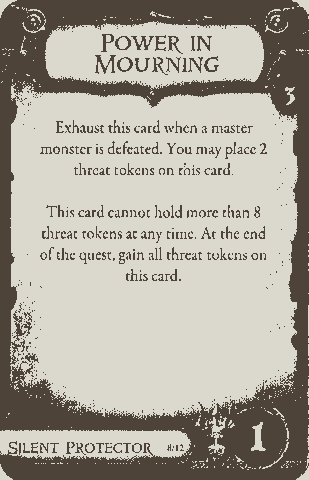 POWER IN
MOURNING
3
Exhaust this card when a master
monster is defeated. You may place 2
threat tokens on this card.
This card cannot hold more than 8
threat tokens at any time. At the end
of the quest, gain all threat tokens on
this card.
SILENT PROTECTOR 8/12
1